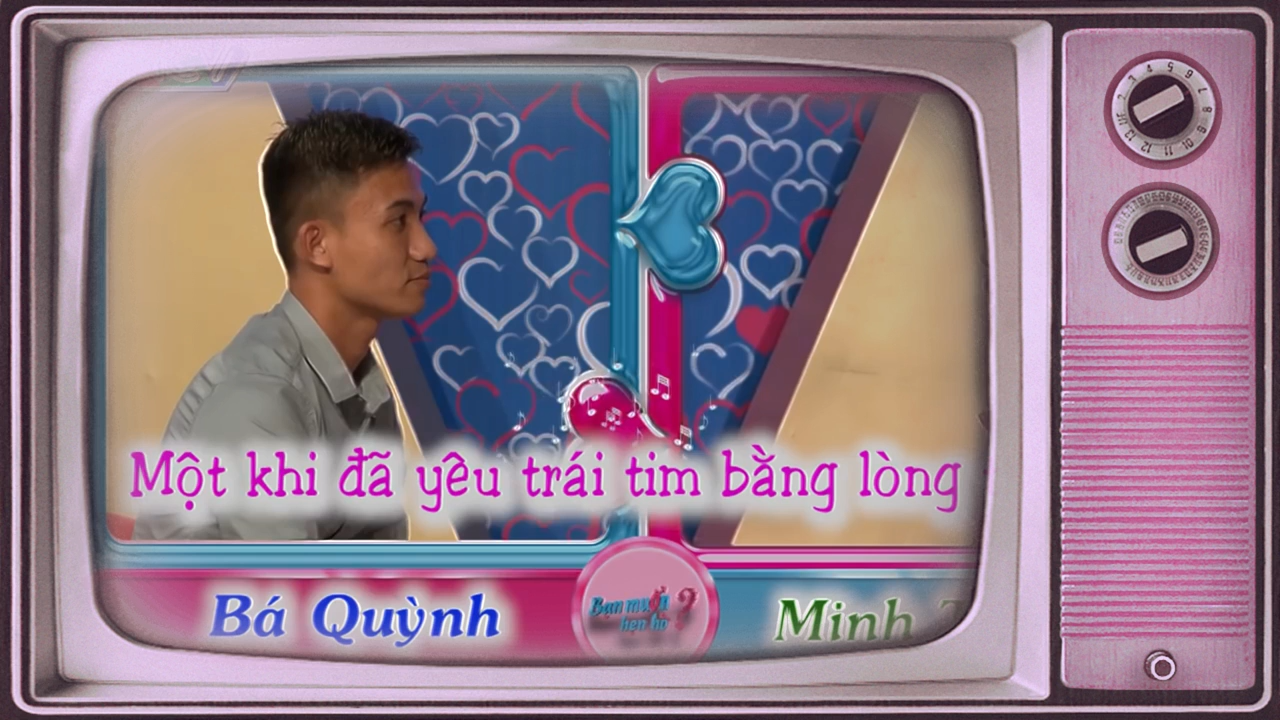 Một khi đã yêu trái tim bằng lòng
Bá Quỳnh
Bạn muốn
hẹn hò ?
Minh